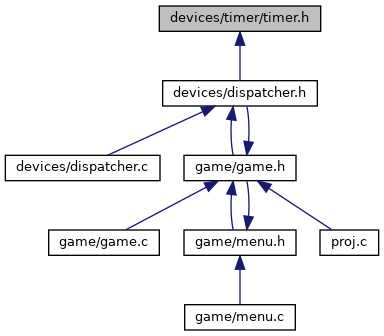 devices/timer/timer.h
devices/dispatcher.h
devices/dispatcher.c
game/game.h
game/game.c
game/menu.h
proj.c
game/menu.c